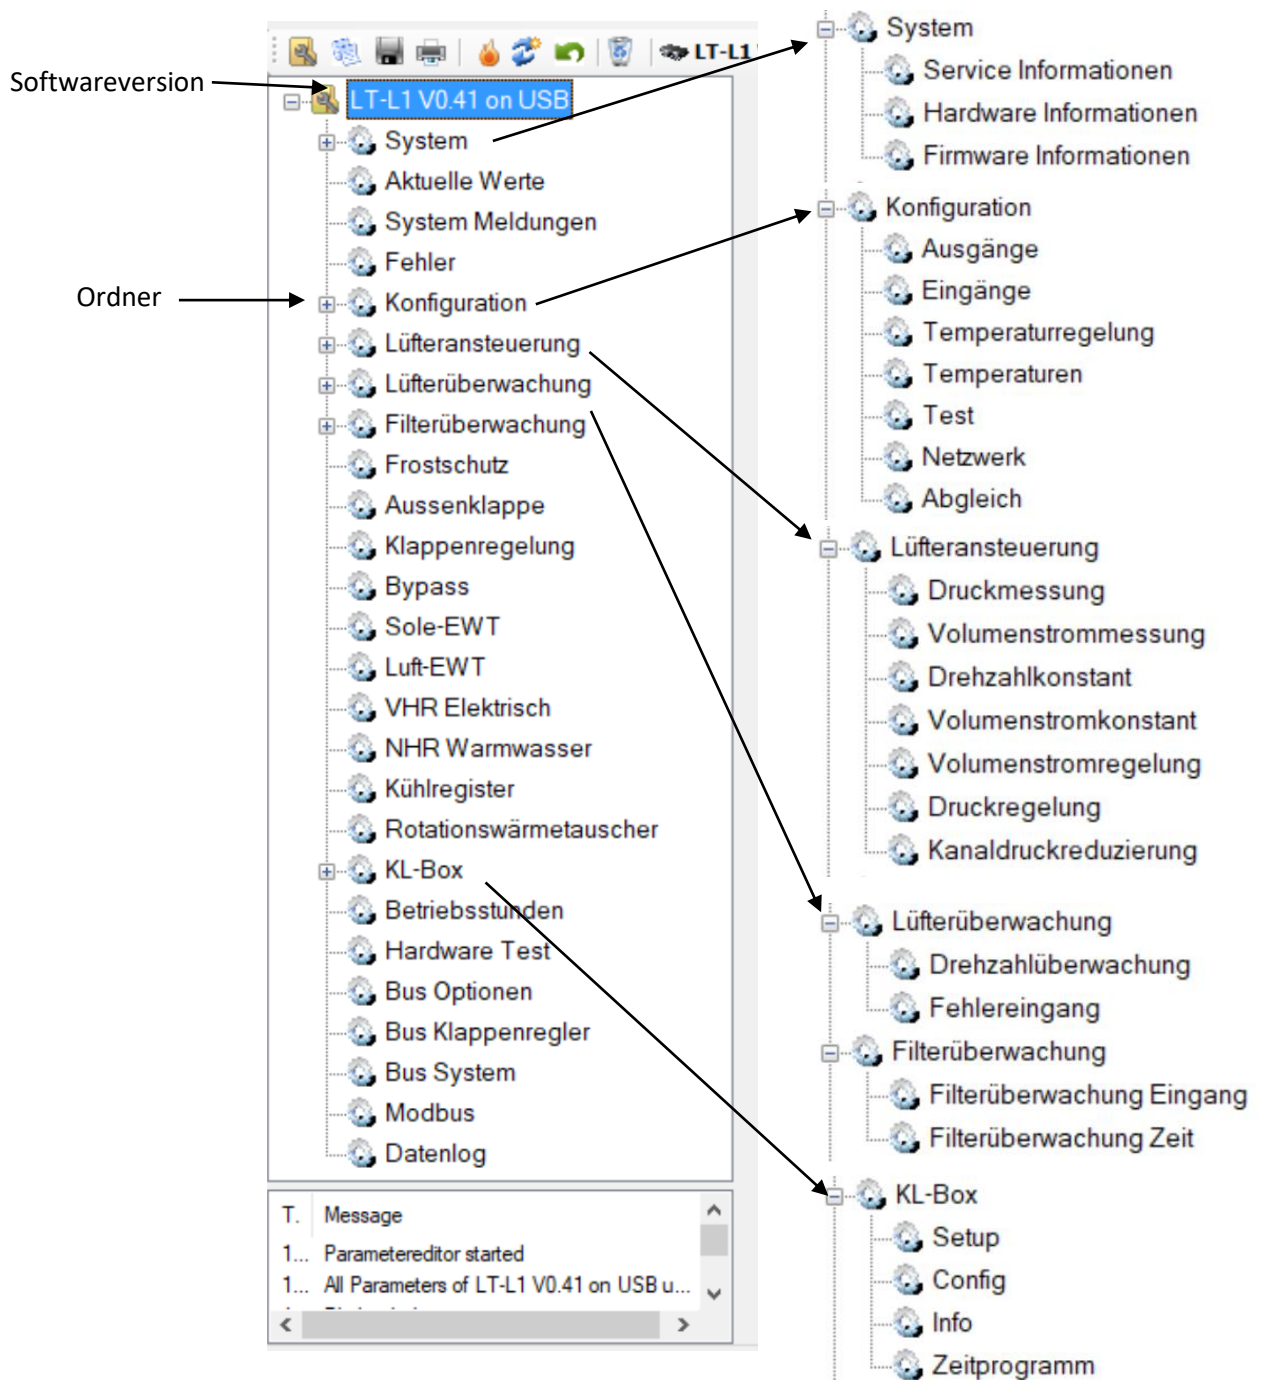 LT-L1
Softwareversion
LT-L1 V0.41 on USB
System
Aktuelle Werte
System Meldungen
Fehler
Ordner
Konfiguration
Lüfteransteuerung
Lüfterüberwachung
Filterüberwachung
Frostschutz
Aussenklappe
Klappenregelung
Bypass
Sole-EWT
Luft-EWT
VHR Elektrisch
NHR Warmwasser
Kühlregister
Rotationswärmetauscher
KL-Box
Betriebsstunden
Hardware Test
Bus Optionen
Bus Klappenregler
Bus System
Modbus
Datenlog
T. Message
1... Parametereditor started
1... All Parameters of LT-L1 V0.41 on USB u...
System
Service Informationen
Hardware Informationen
Firmware Informationen
Konfiguration
Ausgänge
Eingänge
Temperaturregelung
Temperaturen
Test
Netzwerk
Abgleich
Lüfteransteuerung
Druckmessung
Volumenstrommessung
Drehzahlkonstant
Volumenstromkonstant
Volumenstromregelung
Druckregelung
Kanaldruckreduzierung
Lüfterüberwachung
Drehzahlüberwachung
Fehlereingang
Filterüberwachung
Filterüberwachung Eingang
Filterüberwachung Zeit
KL-Box
Setup
Config
Info
Zeitprogramm